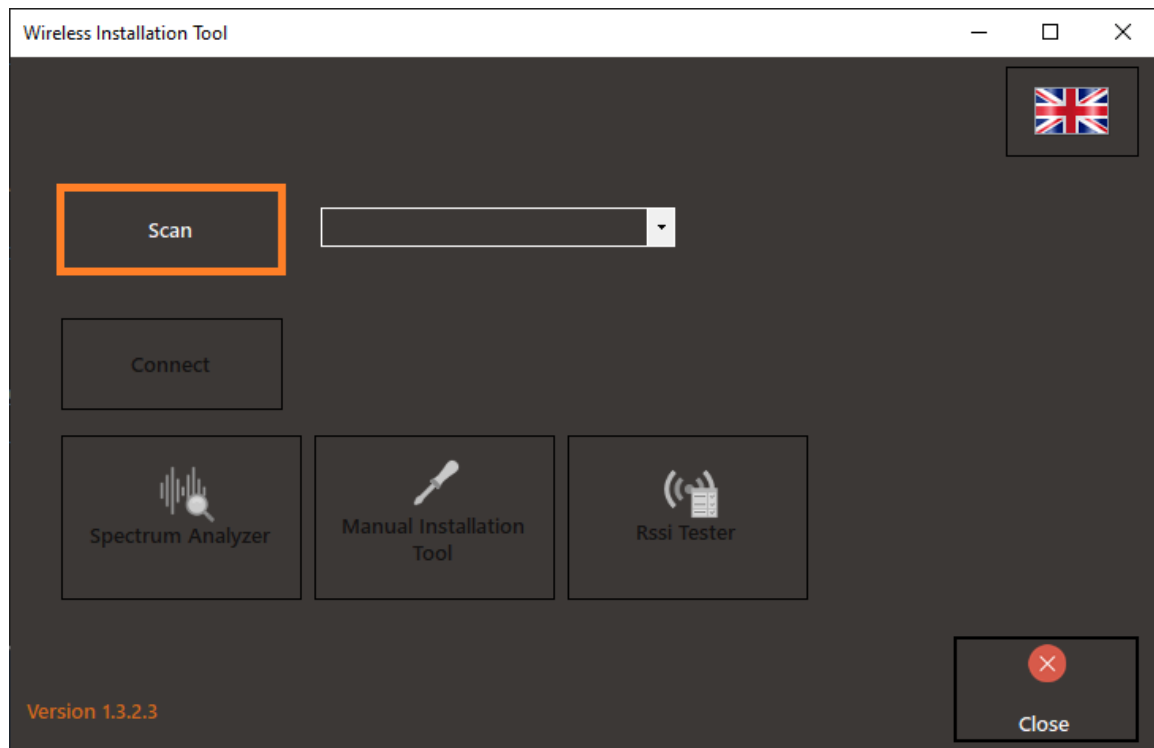 Wireless Installation Tool
Scan
Connect
Spectrum Analyzer
Manual Installation
Tool
Rssi Tester
Version 1.3.2.3
Close